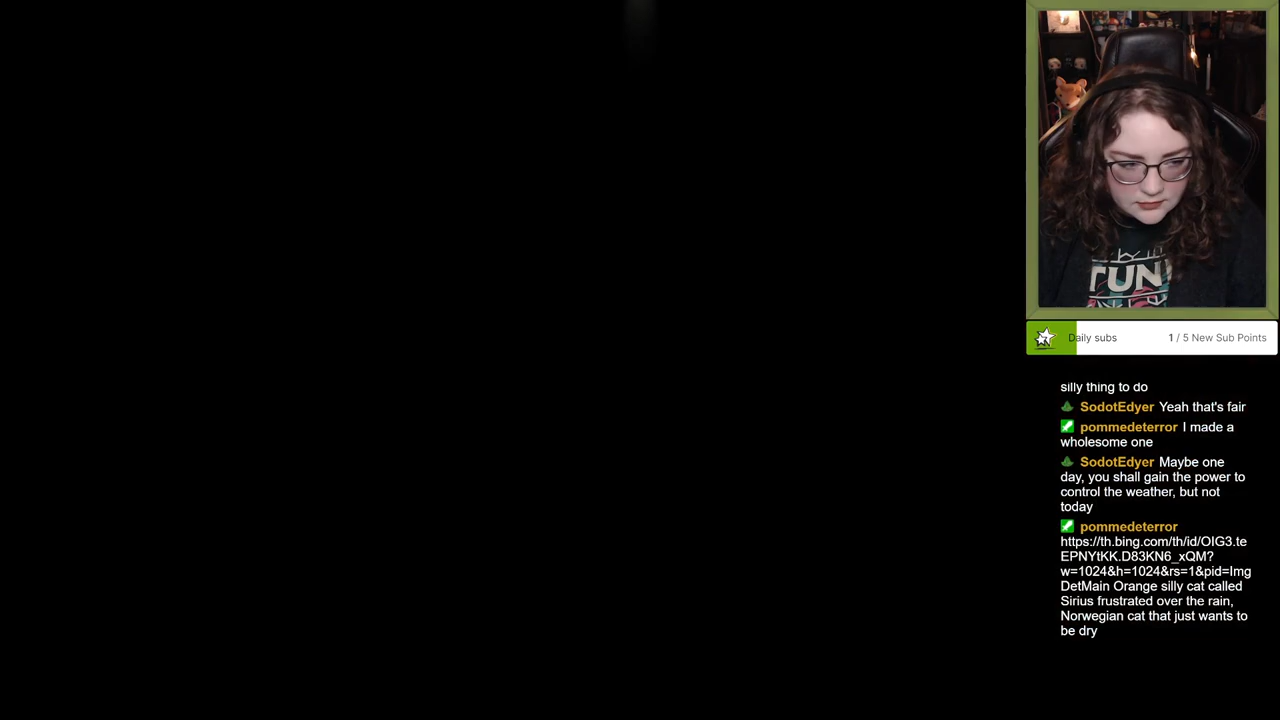 TUN
Daily subs 1 / 5 New Sub Points
silly thing to do
SodotEdyer Yeah that's fair
pommedeterror I made a
wholesome one
SodotEdyer Maybe one
day, you shall gain the power to
control the weather, but not
today
pommedeterror
https://th.bing.com/th/id/OIG3.te
EPNYtKK.D83KN6_xQM?
w=1024&h=1024&rs=1&pid=Img
DetMain Orange silly cat called
Sirius frustrated over the rain,
Norwegian cat that just wants to
be dry